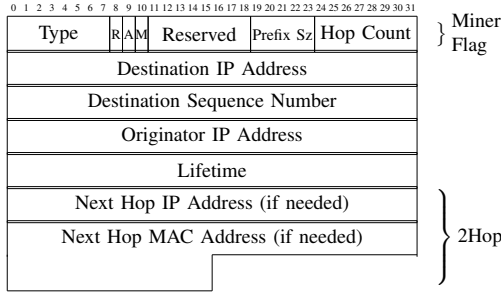 0 1 2 3 4 5 6 7 8 9 10 11 12 13 14 15 16 17 18 19 20 21 22 23 24 25 26 27 28 29 30 31
Type R A M Reserved Prefix Sz Hop Count } Miner
Flag
Destination IP Address
Destination Sequence Number
Originator IP Address
Lifetime
Next Hop IP Address (if needed)
Next Hop MAC Address (if needed) } 2Hop